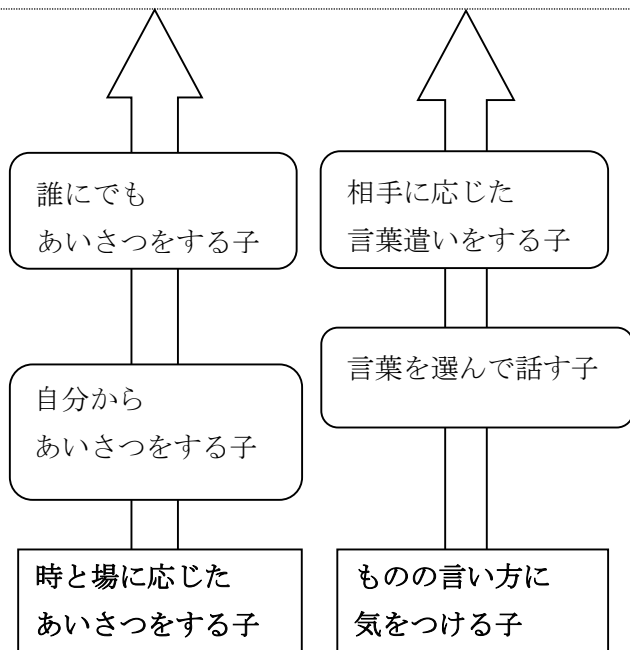 誰にでも
あいさつをする子
相手に応じた
言葉遣いをする子
自分から
あいさつをする子
言葉を選んで話す子
時と場に応じた
あいさつをする子
ものの言い方に
気をつける子